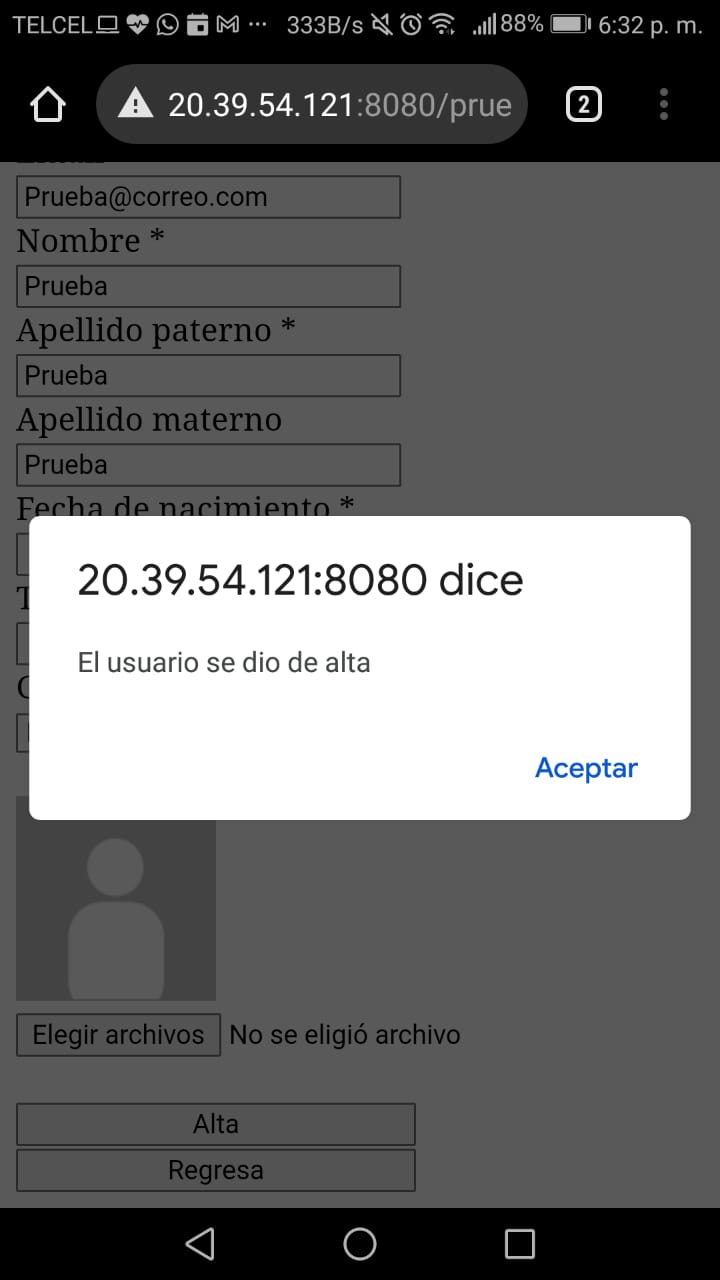 TELCEL ··· 333B/s 88% 6:32 p. m.
20.39.54.121:8080/prue 2
Prueba@correo.com
Nombre *
Prueba
Apellido paterno *
Prueba
Apellido materno
Prueba
Fecha de nacimiento *
20.39.54.121:8080 dice
El usuario se dio de alta
Aceptar
Elegir archivos No se eligió archivo
Alta
Regresa